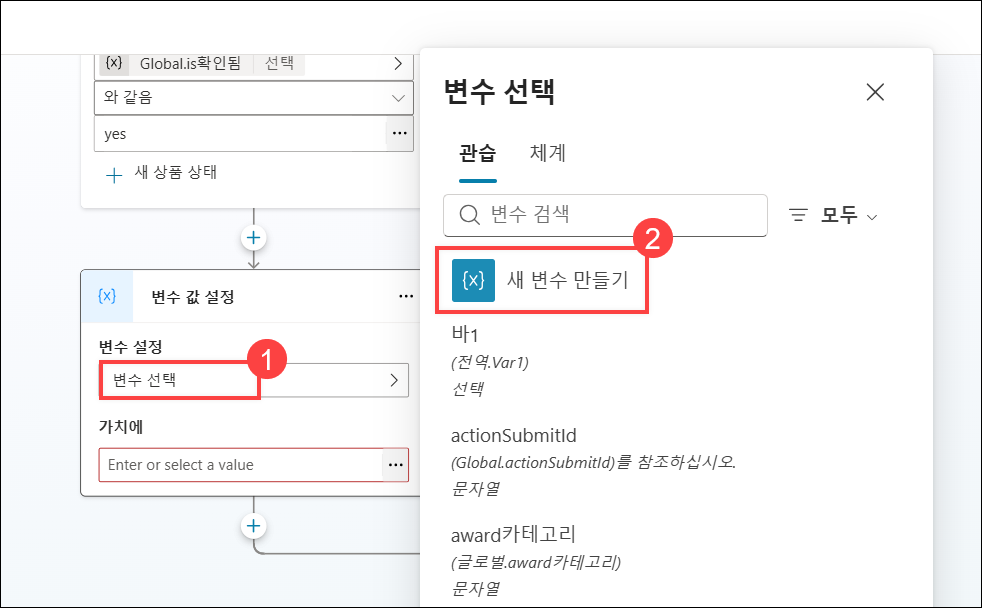 {x} Global.is확인됨 선택
와 같음
yes ...
새 상품 상태
{x} 변수 값 설정 ...
변수 설정
변수 선택
1
가치에
Enter or select a value ...
변수 선택
관습 체계
변수 검색
모두
2
{x} 새 변수 만들기
바1
(전역.Var1)
선택
actionSubmitId
(Global.actionSubmitId)를 참조하십시오.
문자열
award카테고리
(글로벌.award카테고리)
문자열